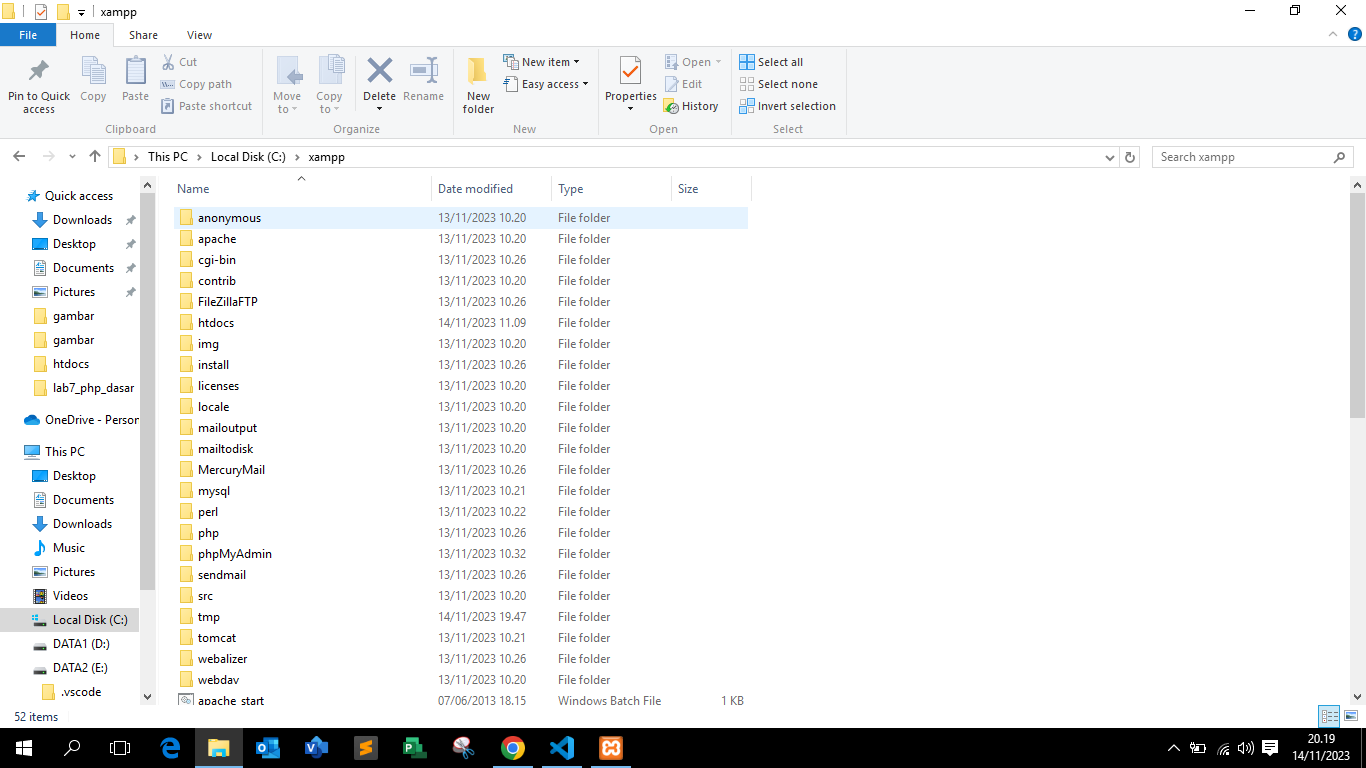 xampp
File Home Share View
Pin to Quick access
Copy
Paste
Cut
Copy path
Paste shortcut
Clipboard
Move to
Copy to
Delete
Rename
Organize
New folder
New item
Easy access
New
Properties
Open
Edit
History
Open
Select all
Select none
Invert selection
Select
This PC Local Disk (C:) xampp
Search xampp
Quick access
Downloads
Desktop
Documents
Pictures
gambar
gambar
htdocs
lab7_php_dasar
OneDrive - Person
This PC
Desktop
Documents
Downloads
Music
Pictures
Videos
Local Disk (C:)
DATA1 (D:)
DATA2 (E:)
.vscode
Name Date modified Type Size
anonymous 13/11/2023 10.20 File folder
apache 13/11/2023 10.20 File folder
cgi-bin 13/11/2023 10.26 File folder
contrib 13/11/2023 10.20 File folder
FileZillaFTP 13/11/2023 10.26 File folder
htdocs 14/11/2023 11.09 File folder
img 13/11/2023 10.20 File folder
install 13/11/2023 10.26 File folder
licenses 13/11/2023 10.20 File folder
locale 13/11/2023 10.20 File folder
mailoutput 13/11/2023 10.20 File folder
mailtodisk 13/11/2023 10.20 File folder
MercuryMail 13/11/2023 10.26 File folder
mysql 13/11/2023 10.21 File folder
perl 13/11/2023 10.22 File folder
php 13/11/2023 10.26 File folder
phpMyAdmin 13/11/2023 10.32 File folder
sendmail 13/11/2023 10.26 File folder
src 13/11/2023 10.20 File folder
tmp 14/11/2023 19.47 File folder
tomcat 13/11/2023 10.21 File folder
webalizer 13/11/2023 10.26 File folder
webdav 13/11/2023 10.20 File folder
apache_start 07/06/2013 18.15 Windows Batch File 1 KB
52 items
20.19
14/11/2023